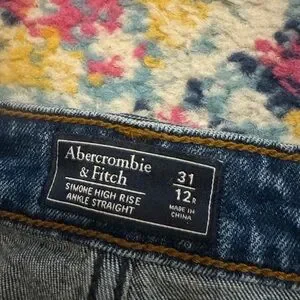 Abercrombie
& Fitch
SIMONE HIGH RISE
ANKLE STRAIGHT
31
12R
MADE IN
CHINA